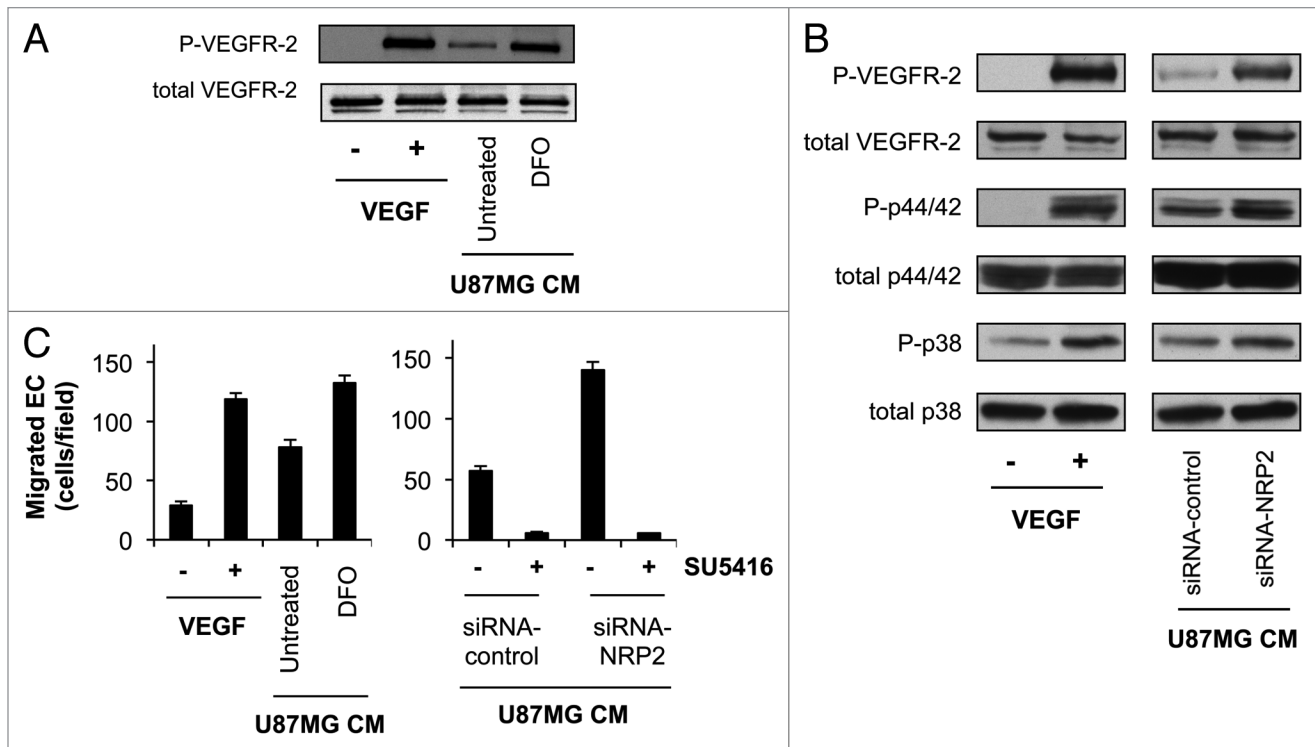 A
P-VEGFR-2
total VEGFR-2
- +
VEGF
Untreated
DFO
U87MG CM
B
P-VEGFR-2
total VEGFR-2
P-p44/42
total p44/42
P-p38
total p38
- +
VEGF
siRNA-control
siRNA-NRP2
U87MG CM
C
Migrated EC
(cells/field)
150
100
50
0
- +
VEGF
Untreated
DFO
U87MG CM
150
100
50
0
- + - + SU5416
siRNA-
control
siRNA-
NRP2
U87MG CM